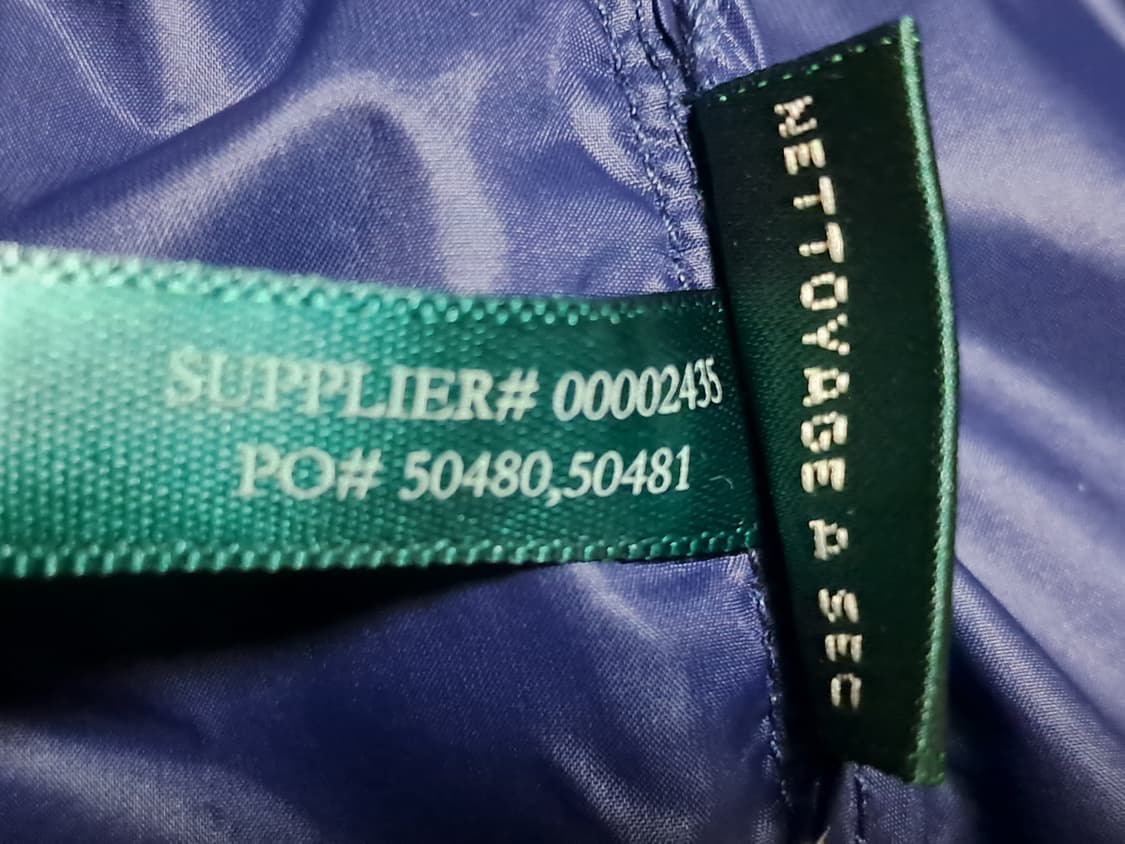 SUPPLIER# 00002435
PO# 50480,50481
NETTOYAGE A SEC